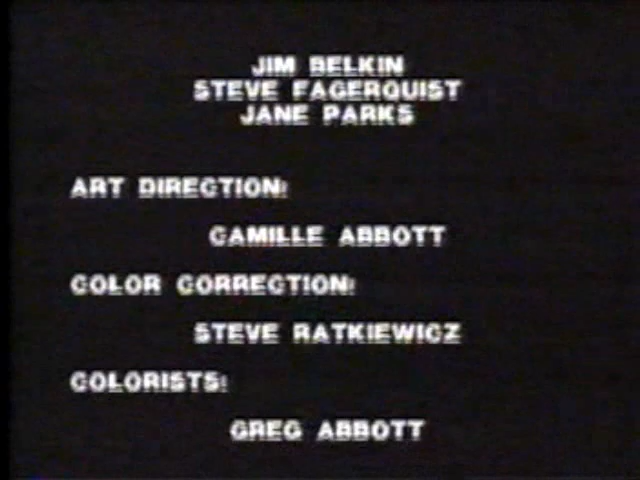 JIM BELKIN
STEVE FAGERQUIST
JANE PARKS
ART DIRECTION:
CAMILLE ABBOTT
COLOR CORRECTION:
STEVE RATKIEWICZ
COLORISTS:
GREG ABBOTT